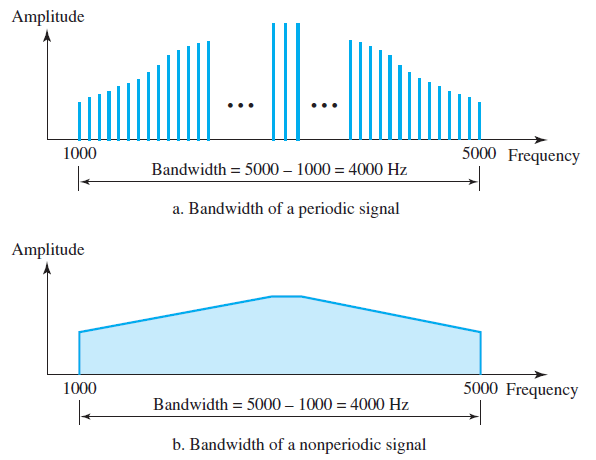 Amplitude
••• •••
1000 5000 Frequency
Bandwidth = 5000 – 1000 = 4000 Hz
a. Bandwidth of a periodic signal
Amplitude
1000 5000 Frequency
Bandwidth = 5000 – 1000 = 4000 Hz
b. Bandwidth of a nonperiodic signal